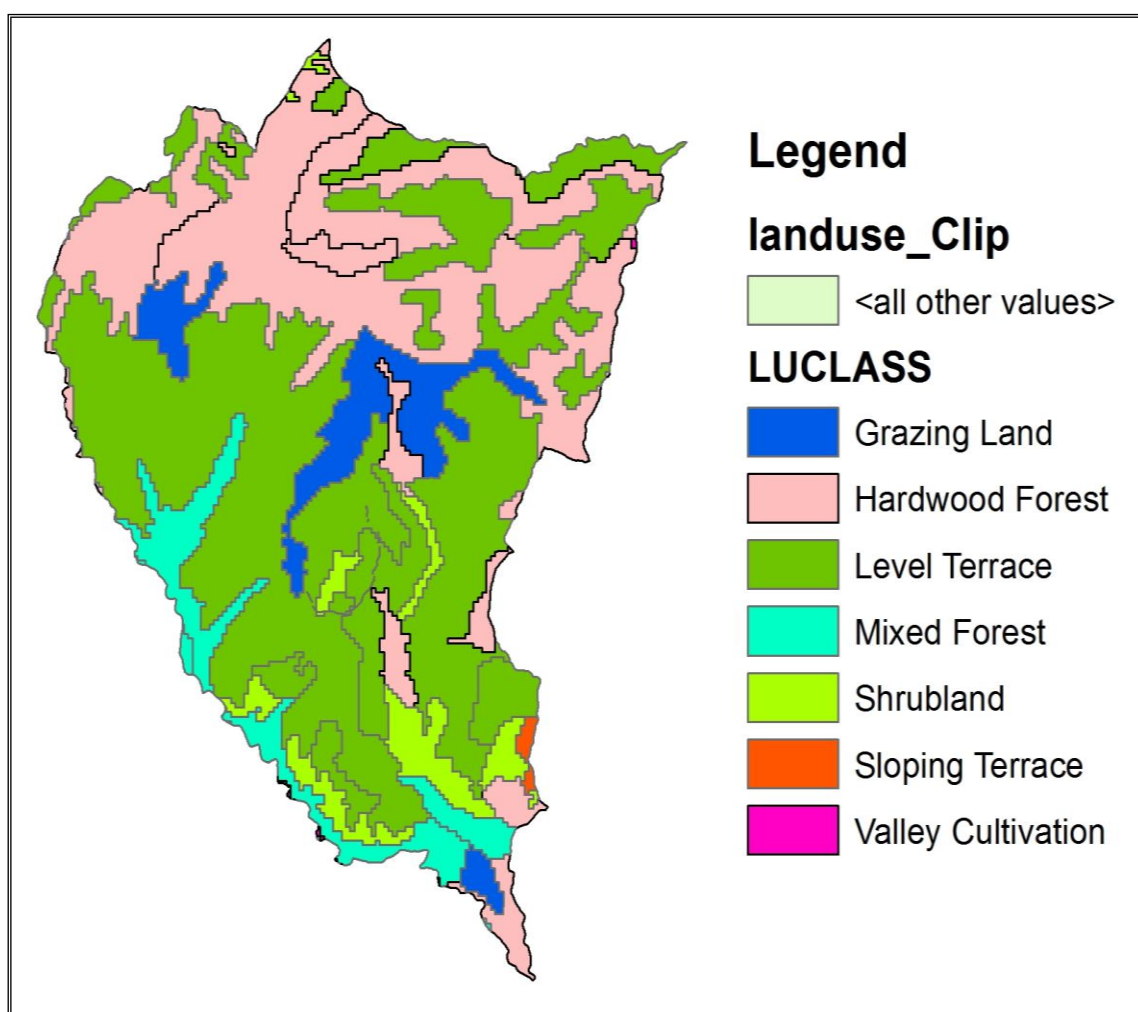 Legend
landuse_Clip
<all other values>
LUCLASS
Grazing Land
Hardwood Forest
Level Terrace
Mixed Forest
Shrubland
Sloping Terrace
Valley Cultivation